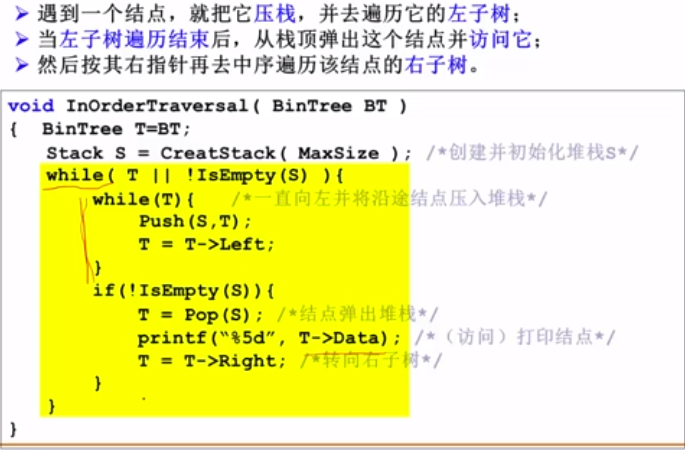 ➤ 遇到一个结点，就把它压栈，并去遍历它的左子树；
➤ 当左子树遍历结束后，从栈顶弹出这个结点并访问它；
➤ 然后按其右指针再去中序遍历该结点的右子树。
void InOrderTraversal( BinTree BT )
{ BinTree T=BT;
Stack S = CreatStack( MaxSize ); /*创建并初始化堆栈S*/
while( T || !IsEmpty(S) ){
while(T){ /*一直向左并将沿途结点压入堆栈*/
Push(S,T);
T = T->Left;
}
if(!IsEmpty(S)){
T = Pop(S); /*结点弹出堆栈*/
printf(“%5d”, T->Data); /*（访问）打印结点*/
T = T->Right; /*转向右子树*/
}
}
}